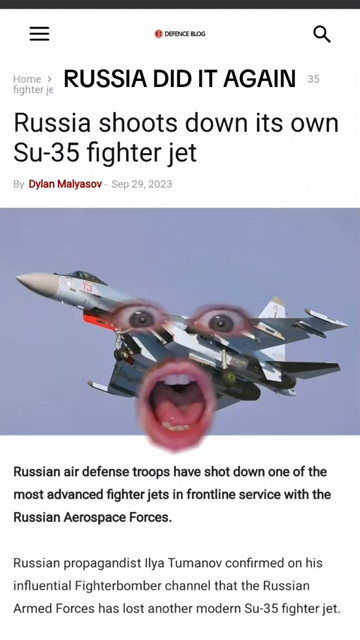 DEFENCE BLOG
Home › RUSSIA DID IT AGAIN 35
fighter je
Russia shoots down its own
Su-35 fighter jet
By Dylan Malyasov - Sep 29, 2023
15
Russian air defense troops have shot down one of the
most advanced fighter jets in frontline service with the
Russian Aerospace Forces.
Russian propagandist Ilya Tumanov confirmed on his
influential Fighterbomber channel that the Russian
Armed Forces has lost another modern Su-35 fighter jet.